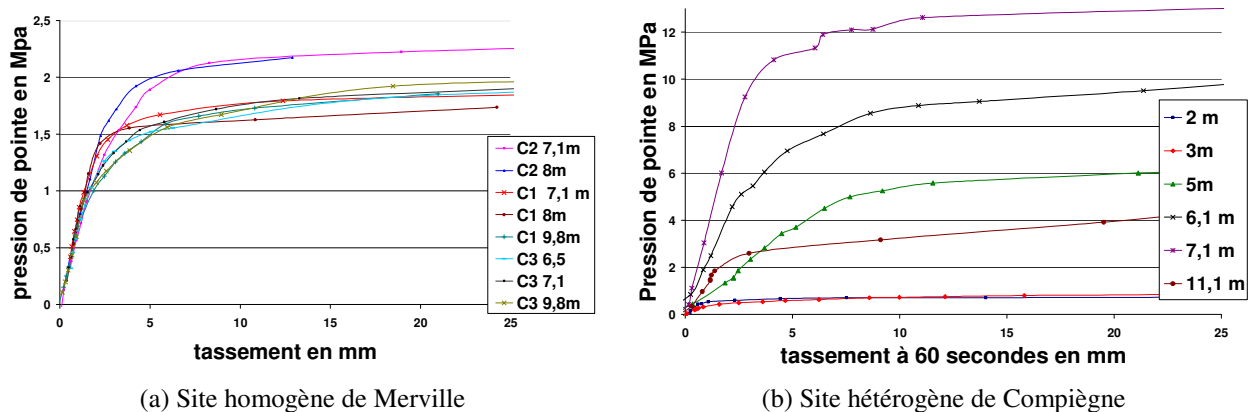 pression de pointe en Mpa
2,5
2
1,5
1
0,5
0
0
5
10
15
20
25
tassement en mm
C2 7,1m
C2 8m
C1 7,1 m
C1 8m
C1 9,8m
C3 6,5
C3 7,1
C3 9,8m
(a) Site homogène de Merville
Pression de pointe en MPa
12
10
8
6
4
2
0
0
5
10
15
20
25
tassement à 60 secondes en mm
2 m
3m
5m
6,1 m
7,1 m
11,1 m
(b) Site hétérogène de Compiègne